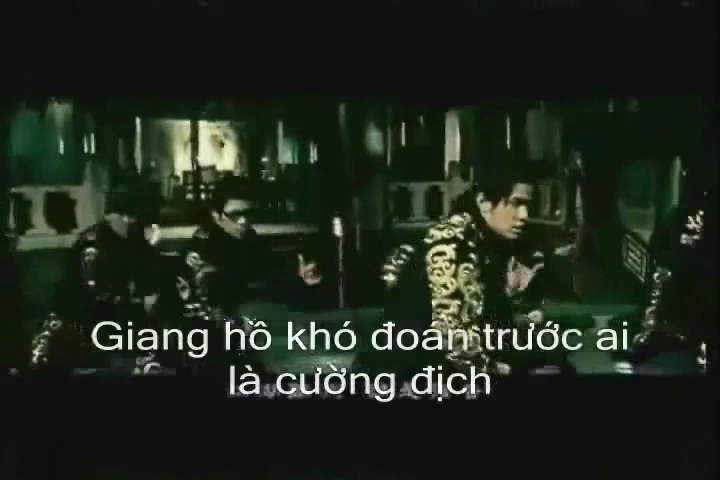 Giang hồ khó đoán trước ai
là cường địch